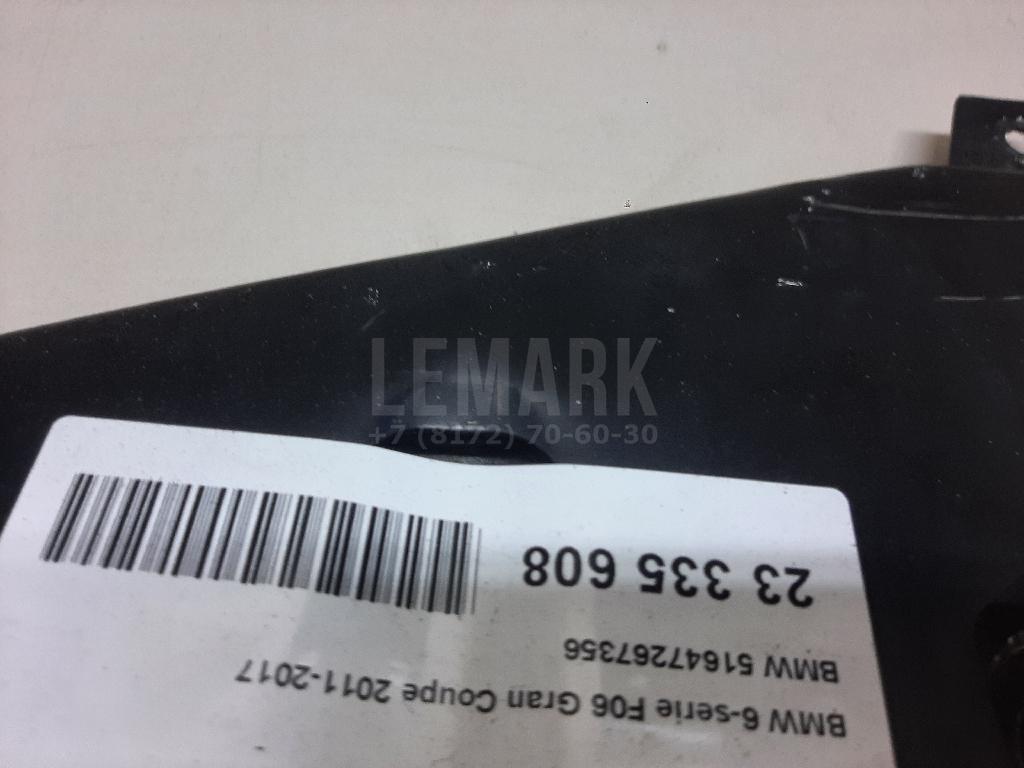 LEMARK
+7 (8172) 70-60-30
BMW 6-serie F06 Gran Coupe 2011-2017
BMW 51647267356
23 335 608